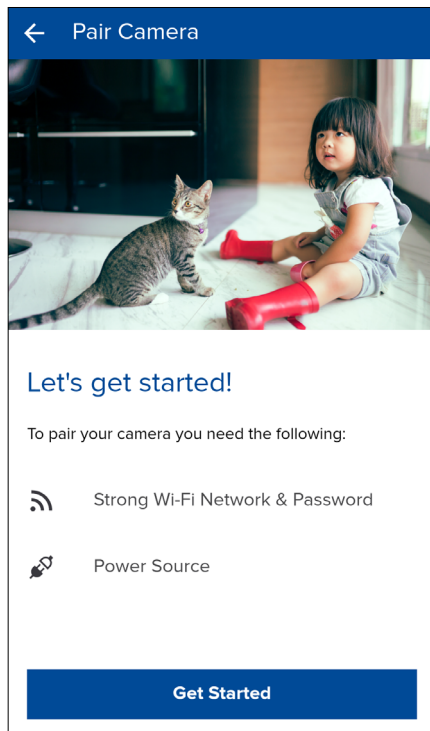 Pair Camera
Let's get started!
To pair your camera you need the following:
Strong Wi-Fi Network & Password
Power Source
Get Started